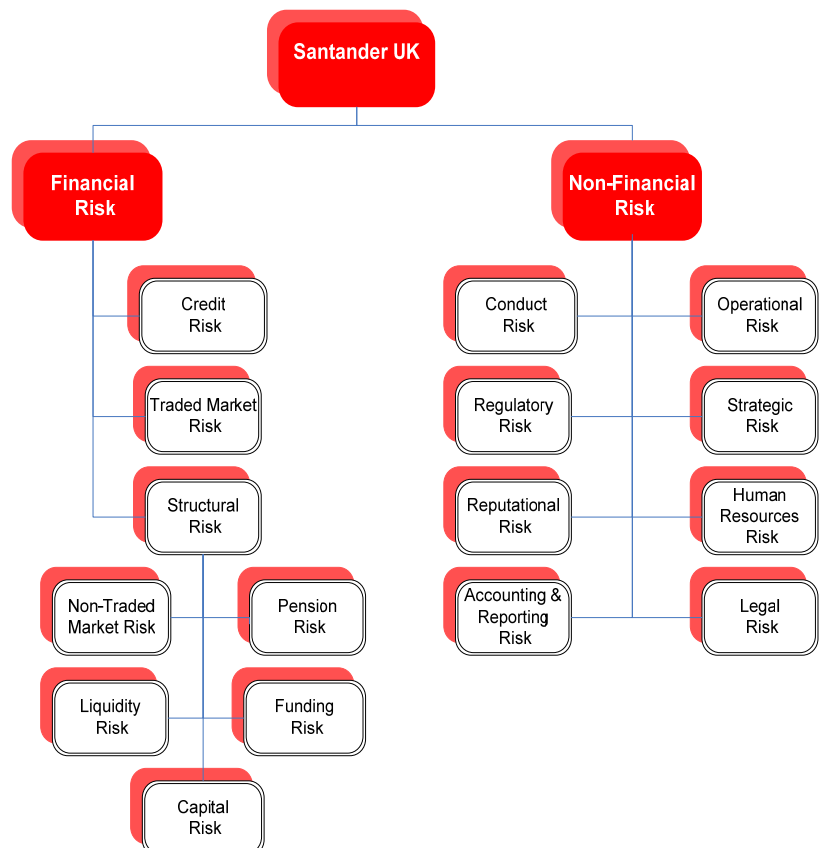 Santander UK
Financial
Risk
Non-Financial
Risk
Credit
Risk
Conduct
Risk
Operational
Risk
Traded Market
Risk
Regulatory
Risk
Strategic
Risk
Structural
Risk
Reputational
Risk
Human
Resources
Risk
Non-Traded
Market Risk
Pension
Risk
Accounting &
Reporting
Risk
Legal
Risk
Liquidity
Risk
Funding
Risk
Capital
Risk